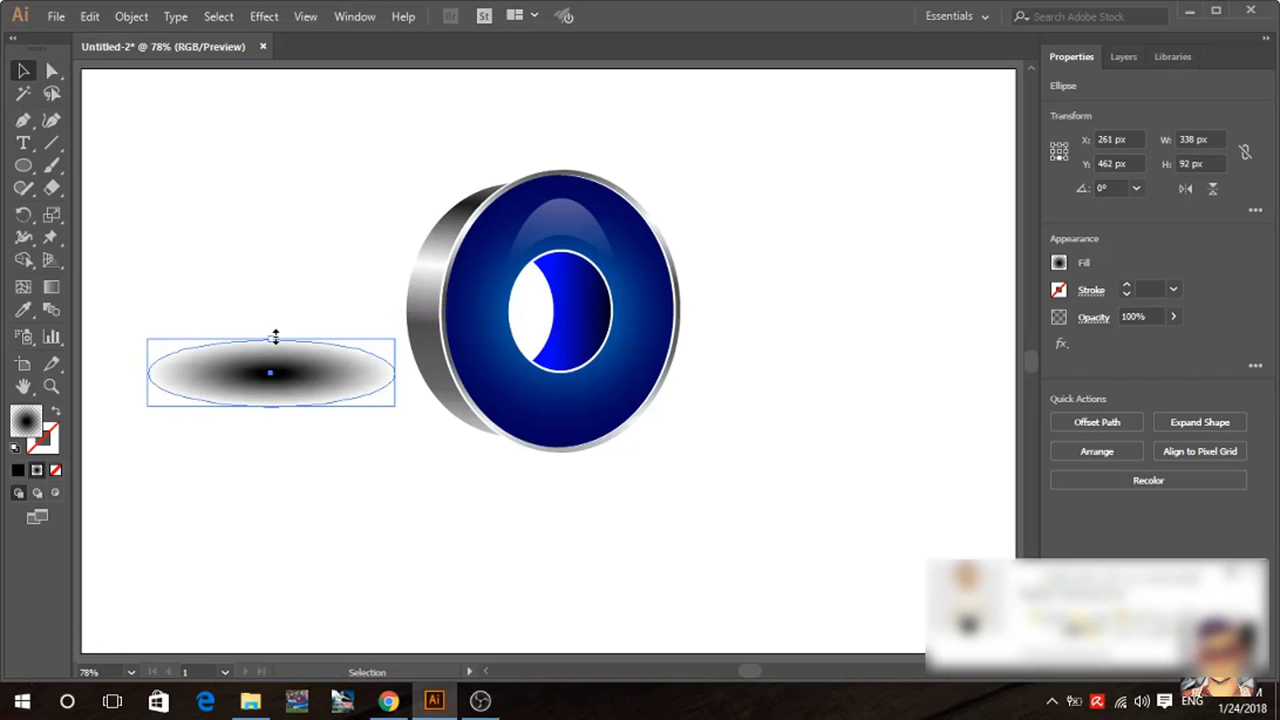 Ai File Edit Object Type Select Effect View Window Help Br St Essentials Search Adobe Stock
Untitled-2* @ 78% (RGB/Preview)
Properties Layers Libraries
Ellipse
Transform
X: 261 px W: 338 px
Y: 462 px H: 92 px
0°
Appearance
Fill
Stroke
Opacity 100%
fx.
Quick Actions
Offset Path Expand Shape
Arrange Align to Pixel Grid
Recolor
78% 1 Selection
Ai ENG
1/24/2018